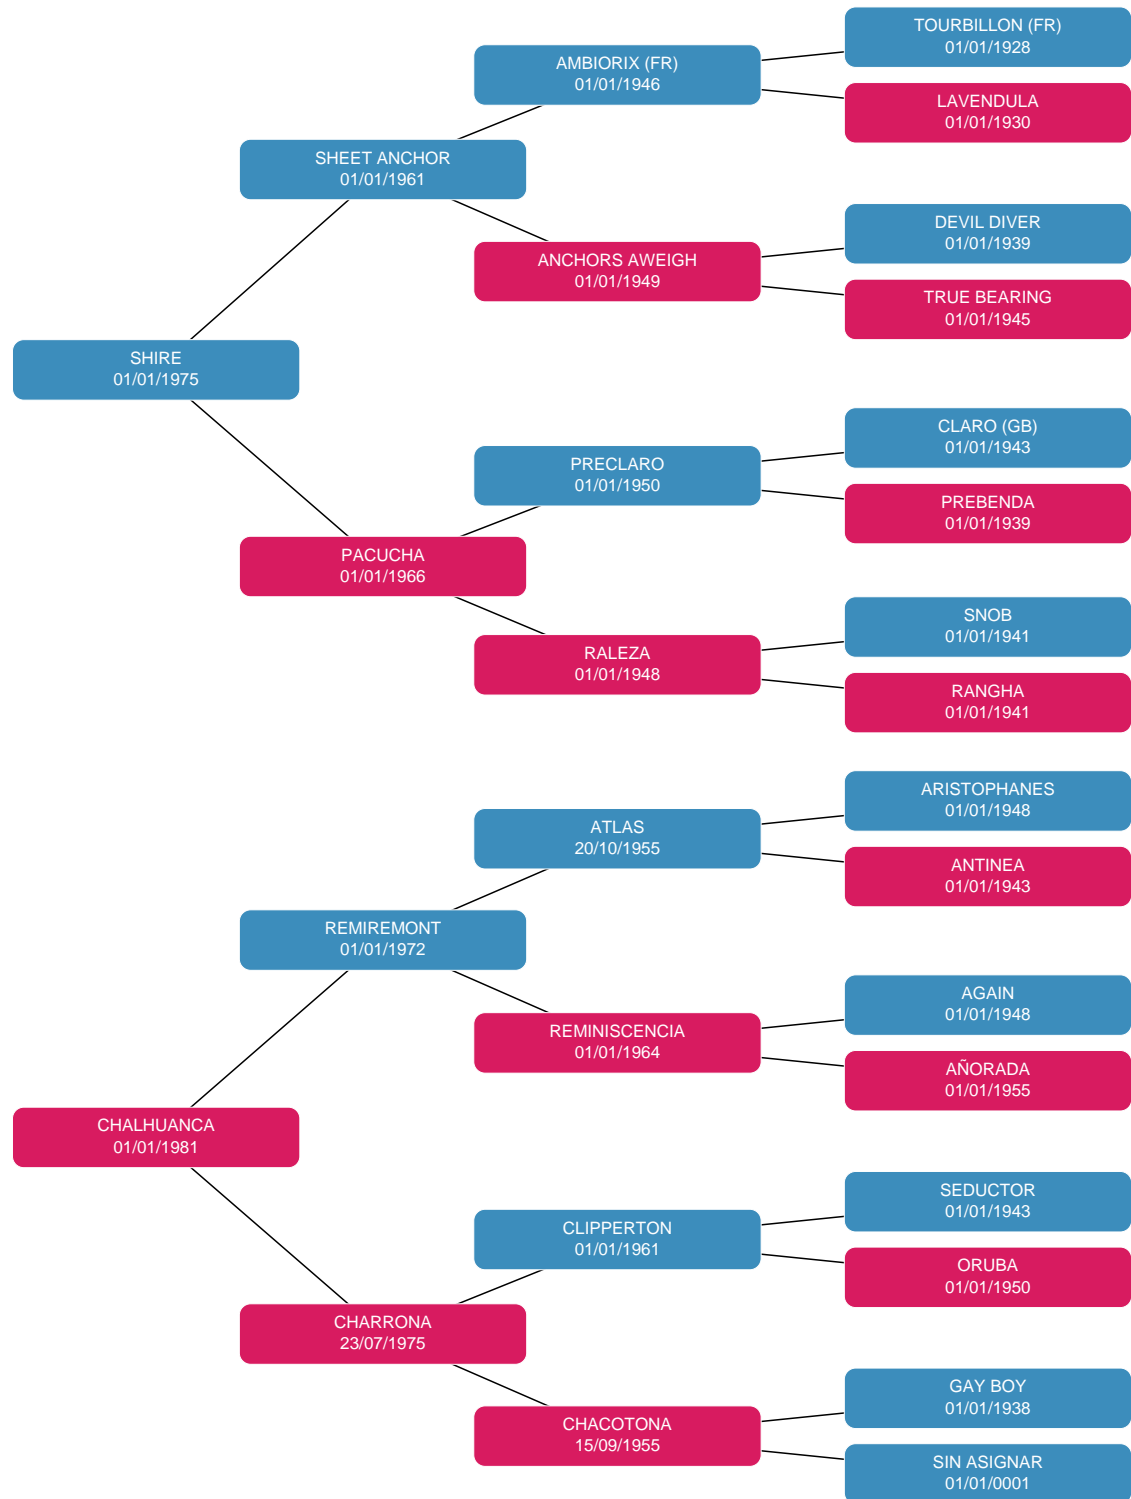 TOURBILLON (FR)
01/01/1928
AMBIORIX (FR)
01/01/1946
LAVENDULA
01/01/1930
SHEET ANCHOR
01/01/1961
DEVIL DIVER
01/01/1939
ANCHORS AWEIGH
01/01/1949
TRUE BEARING
01/01/1945
SHIRE
01/01/1975
CLARO (GB)
01/01/1943
PRECLARO
01/01/1950
PREBENDA
01/01/1939
PACUCHA
01/01/1966
SNOB
01/01/1941
RALEZA
01/01/1948
RANGHA
01/01/1941
ARISTOPHANES
01/01/1948
ATLAS
20/10/1955
ANTINEA
01/01/1943
REMIREMONT
01/01/1972
AGAIN
01/01/1948
REMINISCENCIA
01/01/1964
AÑORADA
01/01/1955
CHALHUANCA
01/01/1981
SEDUCTOR
01/01/1943
CLIPPERTON
01/01/1961
ORUBA
01/01/1950
CHARRONA
23/07/1975
GAY BOY
01/01/1938
CHACOTONA
15/09/1955
SIN ASIGNAR
01/01/0001